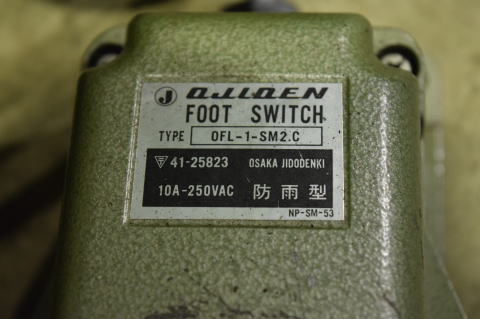 J OJIDEN
FOOT SWITCH
TYPE OFL-1-SM2.C
〒 41-25823 OSAKA JIDODENKI
10A-250VAC 防雨型
NP-SM-53